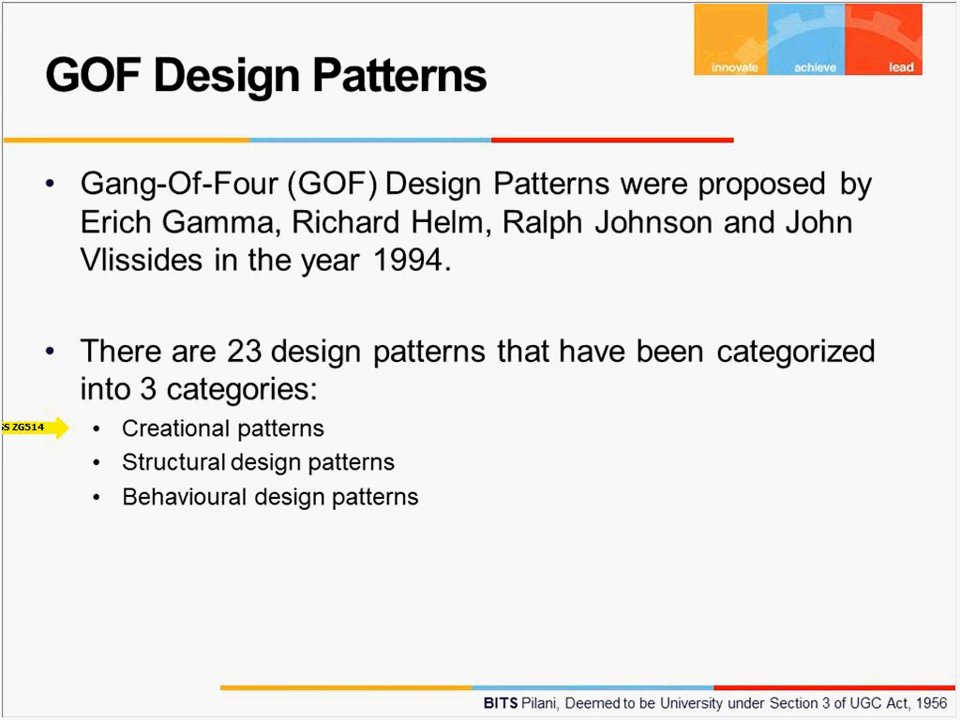 innovate achieve lead
GOF Design Patterns
• Gang-Of-Four (GOF) Design Patterns were proposed by
Erich Gamma, Richard Helm, Ralph Johnson and John
Vlissides in the year 1994.
• There are 23 design patterns that have been categorized
into 3 categories:
SS ZG514
• Creational patterns
• Structural design patterns
• Behavioural design patterns
BITS Pilani, Deemed to be University under Section 3 of UGC Act, 1956